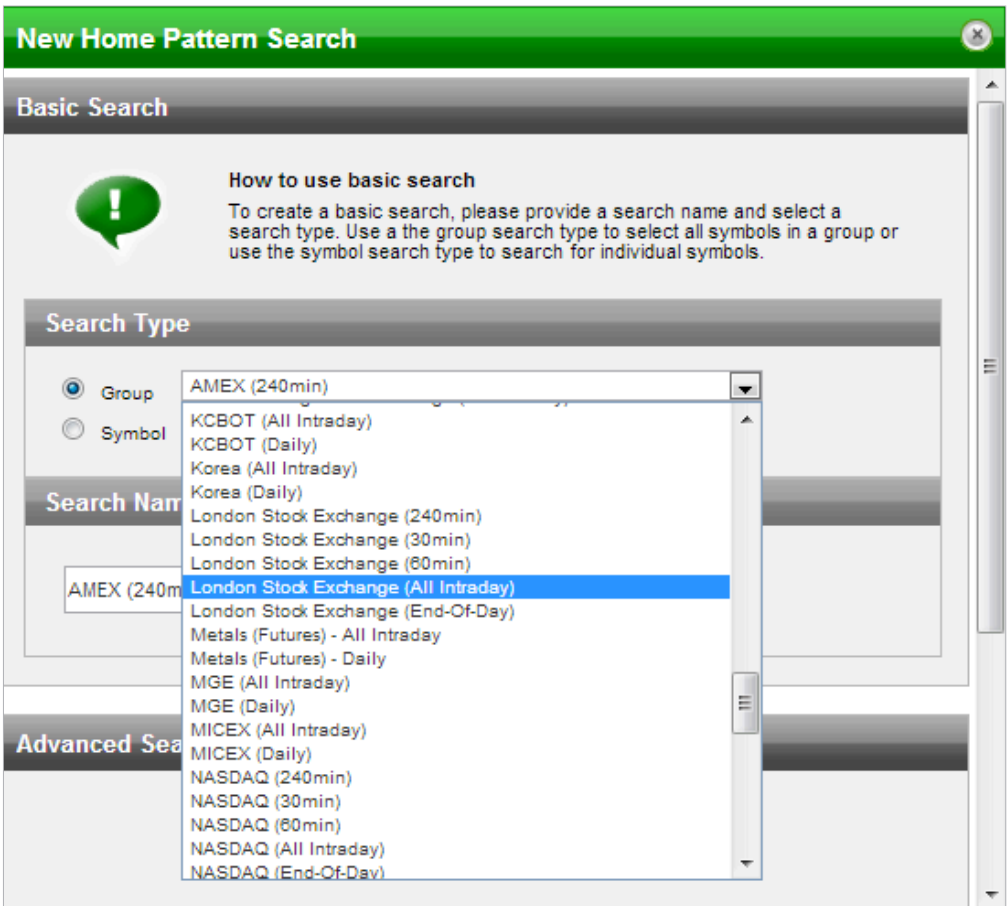 New Home Pattern Search
Basic Search
How to use basic search
To create a basic search, please provide a search name and select a
search type. Use a the group search type to select all symbols in a group or
use the symbol search type to search for individual symbols.
Search Type
Group
AMEX (240min)
Symbol
KCBOT (All Intraday)
KCBOT (Daily)
Korea (All Intraday)
Korea (Daily)
Search Nam
London Stock Exchange (240min)
London Stock Exchange (30min)
London Stock Exchange (60min)
AMEX (240m
London Stock Exchange (All Intraday)
London Stock Exchange (End-Of-Day)
Metals (Futures) - All Intraday
Metals (Futures) - Daily
MGE (All Intraday)
MGE (Daily)
MICEX (All Intraday)
Advanced Sea
MICEX (Daily)
NASDAQ (240min)
NASDAQ (30min)
NASDAQ (60min)
NASDAQ (All Intraday)
NASDAQ (End-Of-Day)